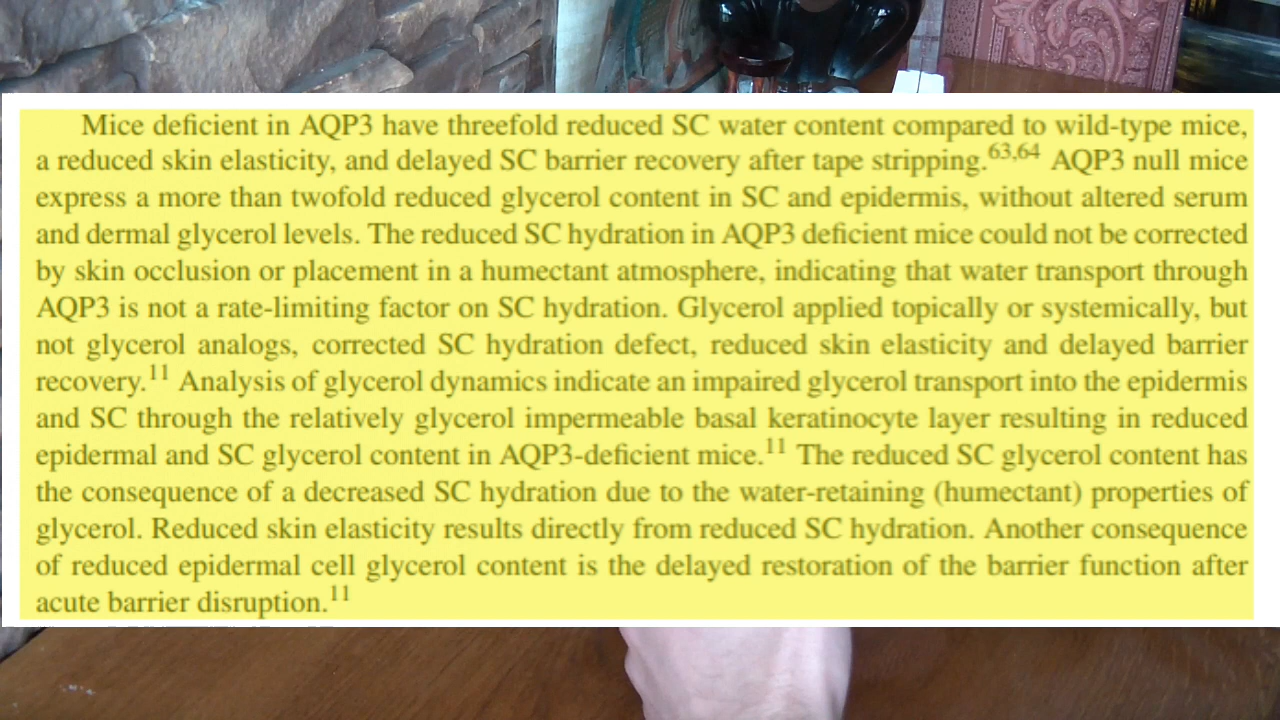 Mice deficient in AQP3 have threefold reduced SC water content compared to wild-type mice,
a reduced skin elasticity, and delayed SC barrier recovery after tape stripping.63,64 AQP3 null mice
express a more than twofold reduced glycerol content in SC and epidermis, without altered serum
and dermal glycerol levels. The reduced SC hydration in AQP3 deficient mice could not be corrected
by skin occlusion or placement in a humectant atmosphere, indicating that water transport through
AQP3 is not a rate-limiting factor on SC hydration. Glycerol applied topically or systemically, but
not glycerol analogs, corrected SC hydration defect, reduced skin elasticity and delayed barrier
recovery.11 Analysis of glycerol dynamics indicate an impaired glycerol transport into the epidermis
and SC through the relatively glycerol impermeable basal keratinocyte layer resulting in reduced
epidermal and SC glycerol content in AQP3-deficient mice.11 The reduced SC glycerol content has
the consequence of a decreased SC hydration due to the water-retaining (humectant) properties of
glycerol. Reduced skin elasticity results directly from reduced SC hydration. Another consequence
of reduced epidermal cell glycerol content is the delayed restoration of the barrier function after
acute barrier disruption.11